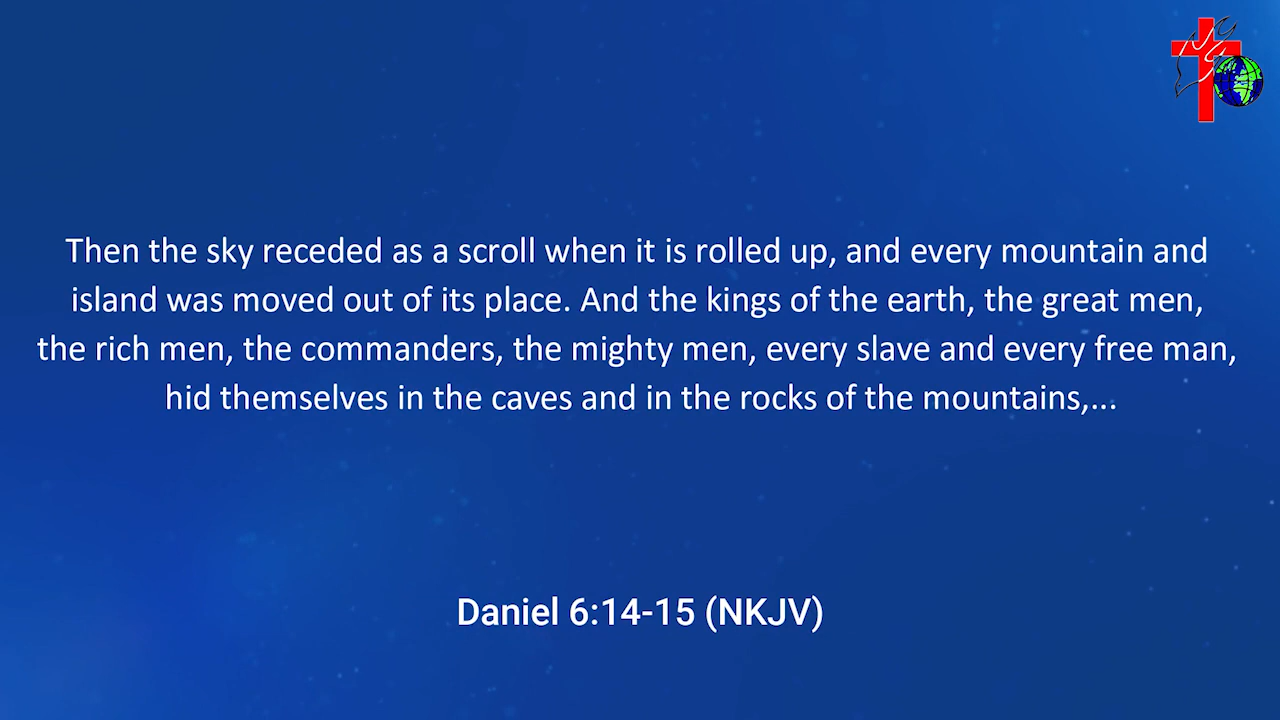 Then the sky receded as a scroll when it is rolled up, and every mountain and
island was moved out of its place. And the kings of the earth, the great men,
the rich men, the commanders, the mighty men, every slave and every free man,
hid themselves in the caves and in the rocks of the mountains,...
Daniel 6:14-15 (NKJV)